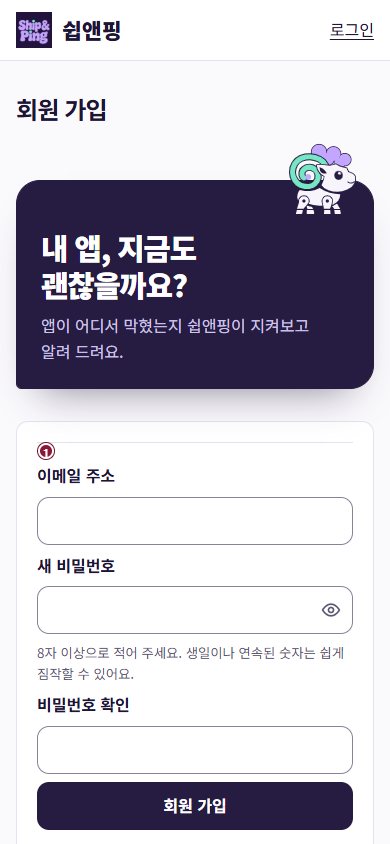 Ship&
Ping
쉽앤핑
로그인
회원 가입
내 앱, 지금도
괜찮을까요?
앱이 어디서 막혔는지 쉽앤핑이 지켜보고
알려 드려요.
1
이메일 주소
새 비밀번호
8자 이상으로 적어 주세요. 생일이나 연속된 숫자는 쉽게
짐작할 수 있어요.
비밀번호 확인
회원 가입